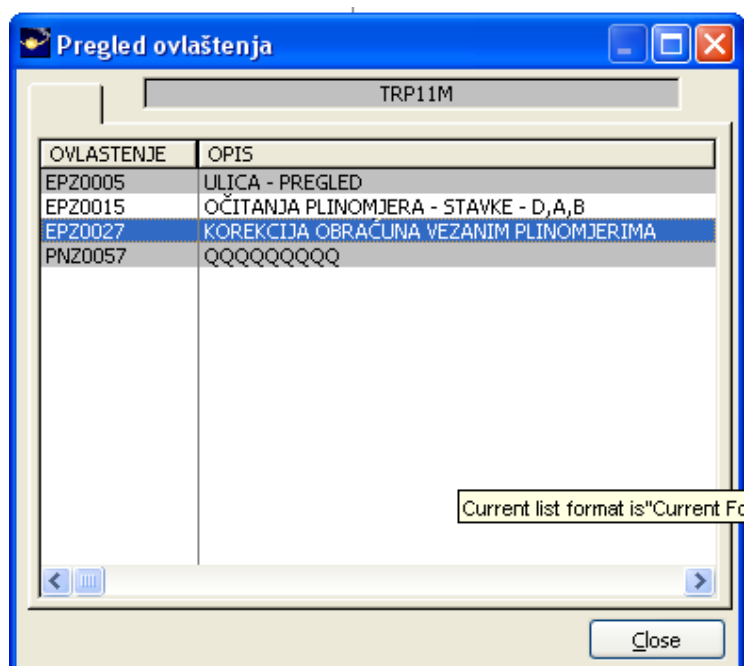 Pregled ovlaštenja
TRP11M
OVLASTENJE OPIS
EPZ0005 ULICA - PREGLED
EPZ0015 OČITANJA PLINOMJERA - STAVKE - D,A,B
EPZ0027 KOREKCIJA OBRAČUNA VEZANIM PLINOMJERIMA
PNZ0057 QQQQQQQQQ
Current list format is"Current Fo
Close